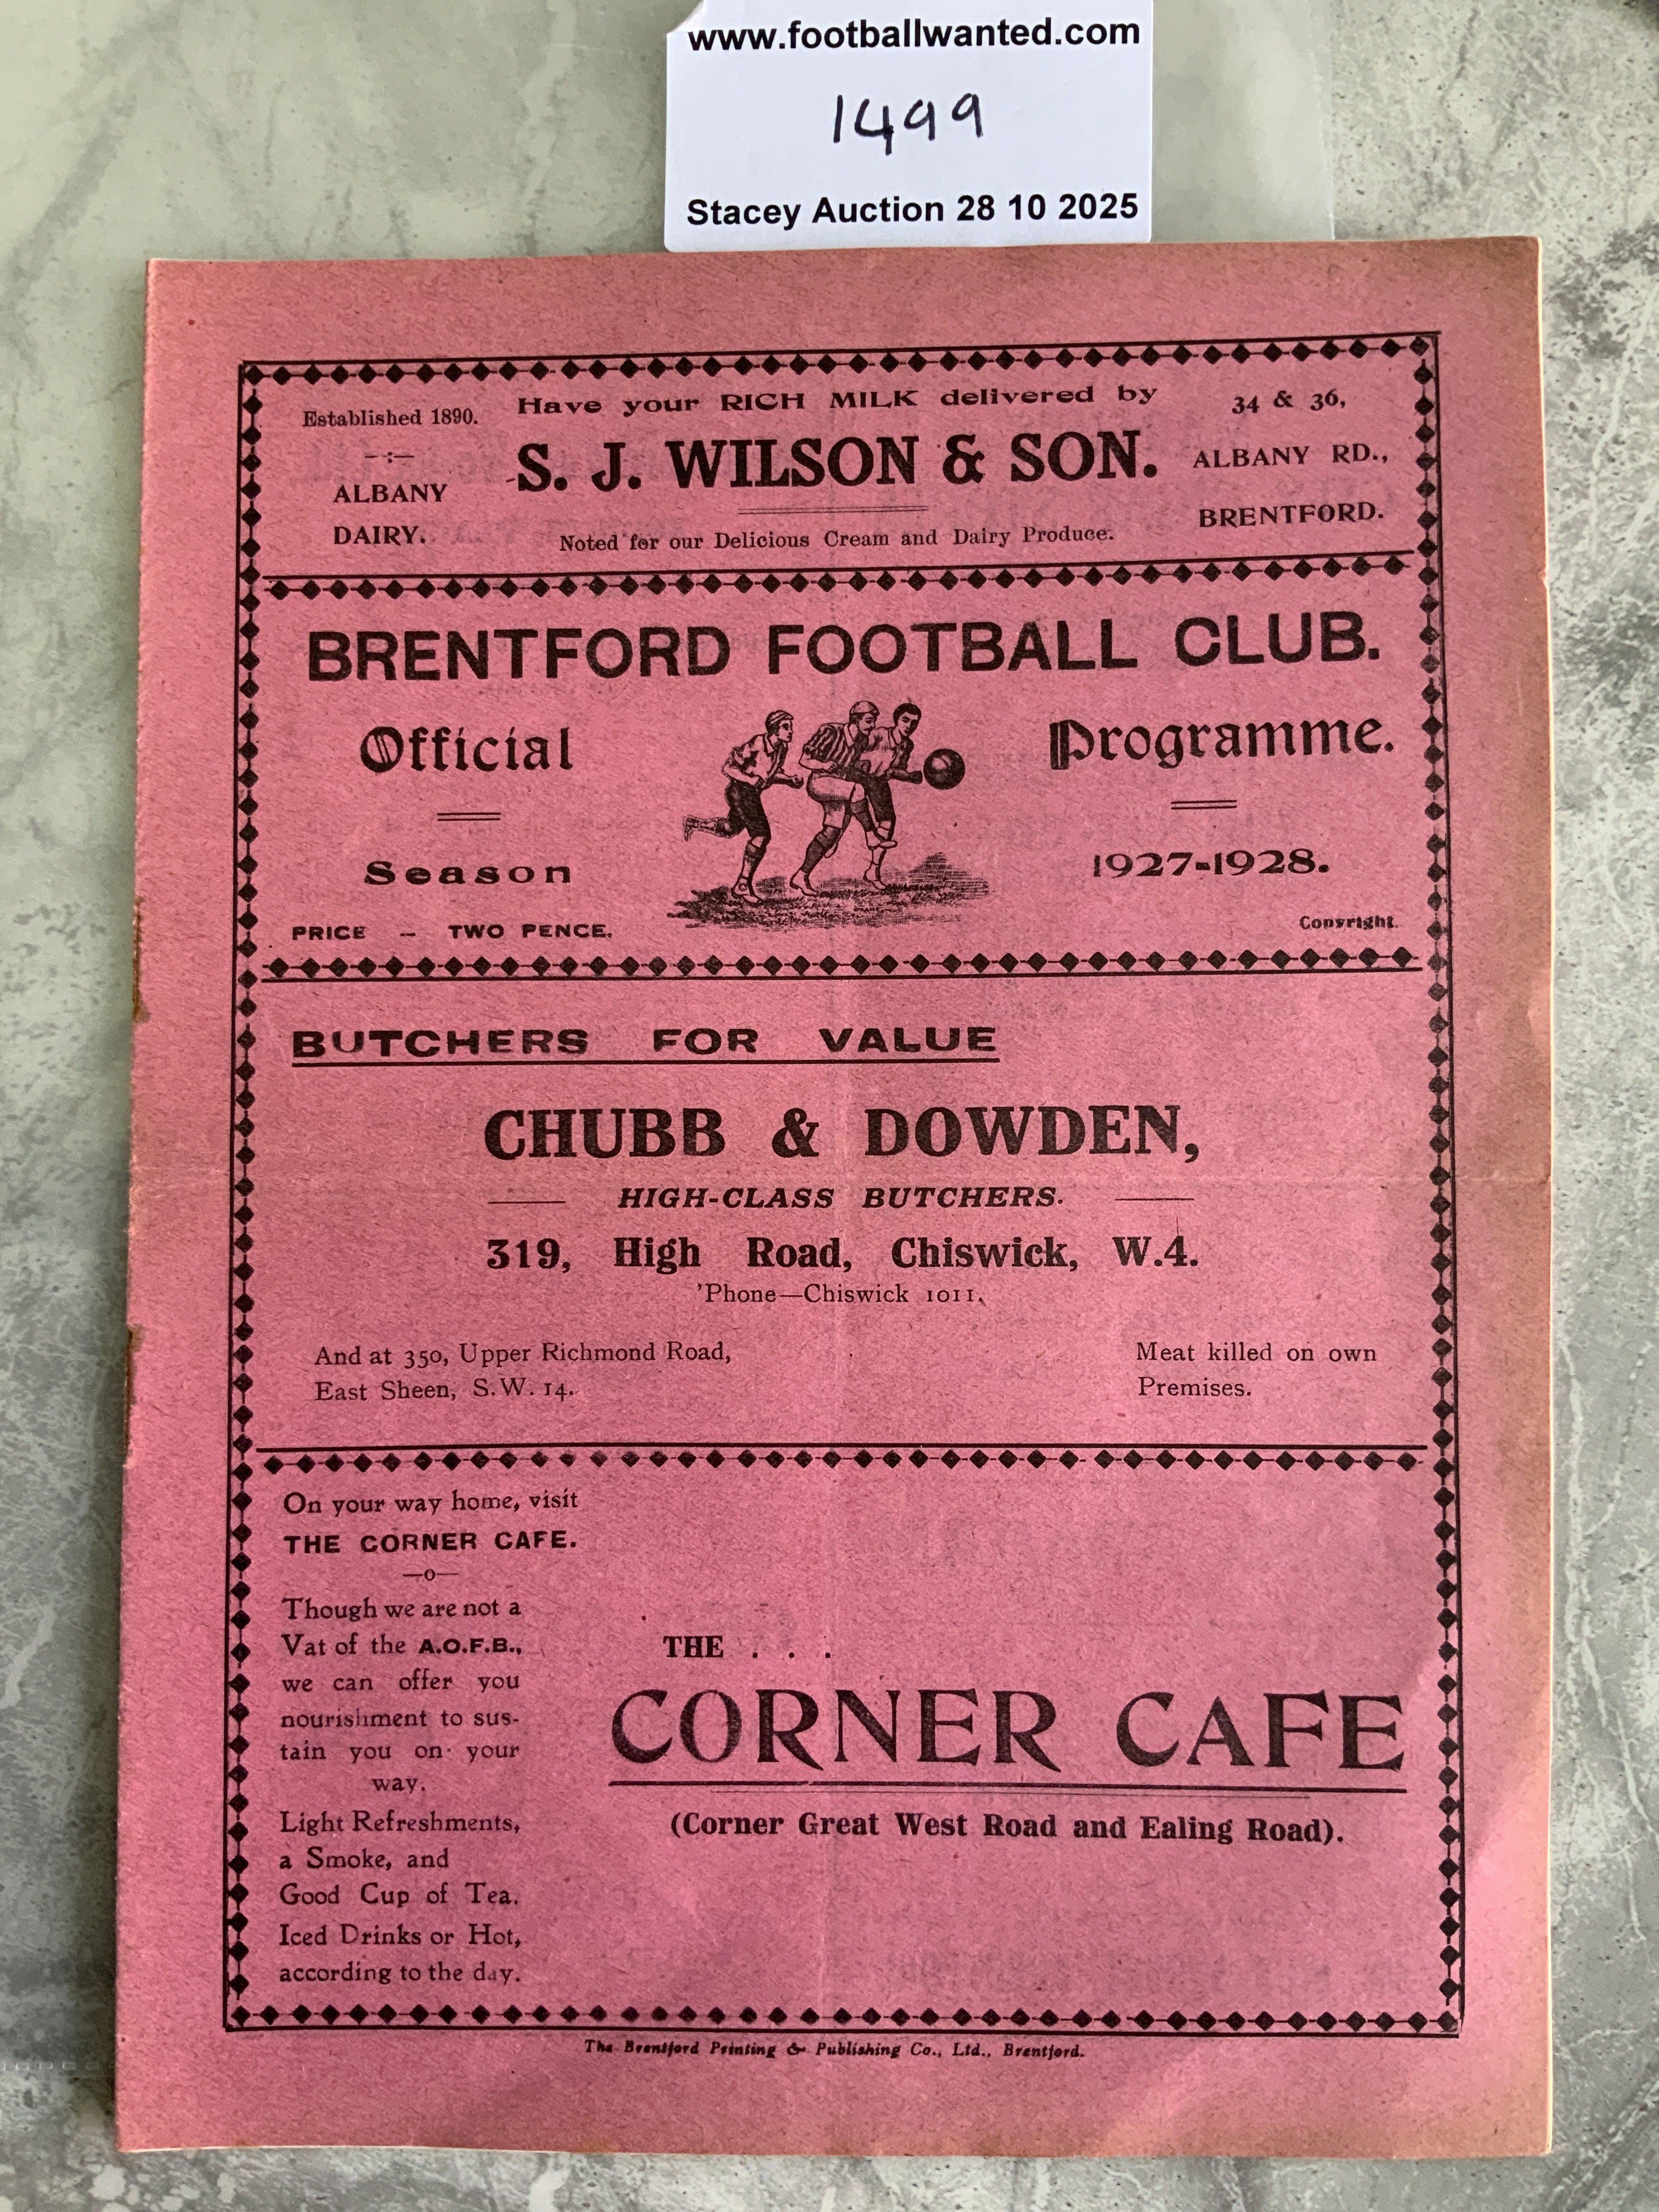 www.footballwanted.com
1499
Stacey Auction 28 10 2025
Established 1890.
ALBANY
DAIRY.
Have your RICH MILK delivered by
S. J. WILSON & SON.
Noted for our Delicious Cream and Dairy Produce.
34 & 36,
ALBANY RD.,
BRENTFORD.
BRENTFORD FOOTBALL CLUB.
Official Programme.
Season 1927-1928.
PRICE - TWO PENCE.
Copyright.
BUTCHERS FOR VALUE
CHUBB & DOWDEN,
HIGH-CLASS BUTCHERS.
319, High Road, Chiswick, W.4.
'Phone—Chiswick 1011.
And at 350, Upper Richmond Road,
East Sheen, S.W. 14.
Meat killed on own
Premises.
On your way home, visit
THE CORNER CAFE.
—o—
Though we are not a
Vat of the A.O.F.B.,
we can offer you
nourishment to sus-
tain you on your
way.
Light Refreshments,
a Smoke, and
Good Cup of Tea.
Iced Drinks or Hot,
according to the day.
THE . . .
CORNER CAFE
(Corner Great West Road and Ealing Road).
The Brentford Printing & Publishing Co., Ltd., Brentford.